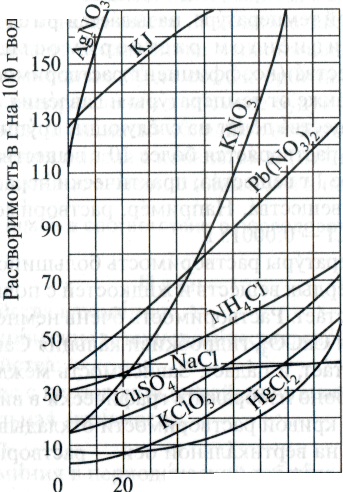 Растворимость в г на 100 г вод
150
130
110
90
70
50
30
10
0
20
AgNO₃
KJ
KNO₃
Pb(NO₃)₂
NH₄Cl
NaCl
CuSO₄
KClO₃
HgCl₂